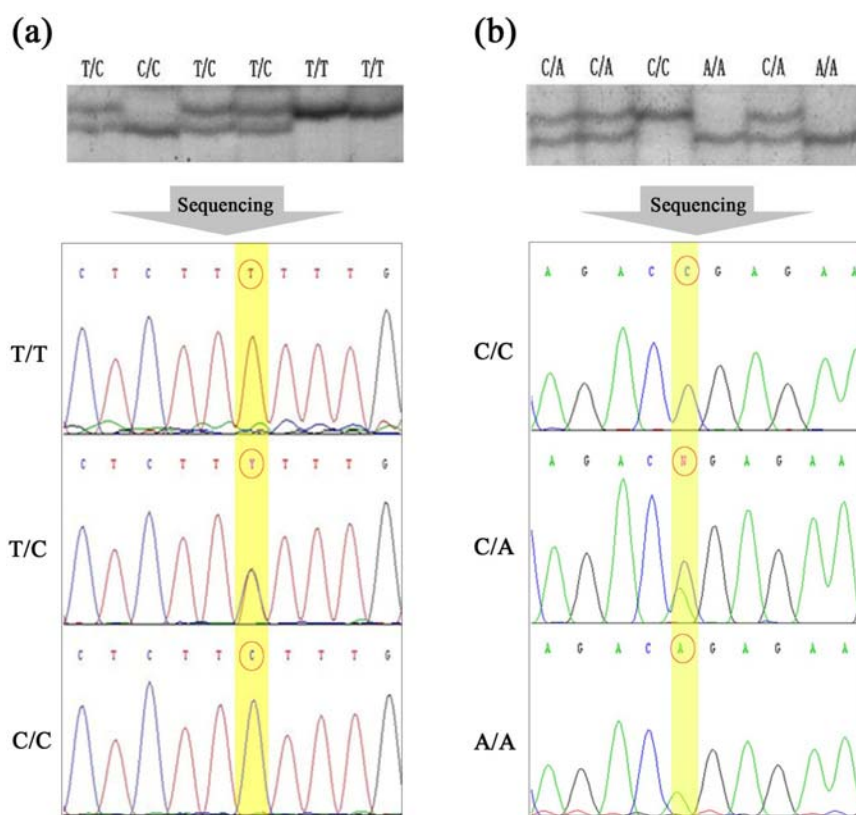 (a)
T/C C/C T/C T/C T/T T/T
Sequencing
T/T
C T C T T T T T T G
T/C
C T C T T Y T T T G
C/C
C T C T T C T T T G
(b)
C/A C/A C/C A/A C/A A/A
Sequencing
C/C
A G A C C G A G A A
C/A
A G A C N G A G A A
A/A
A G A C A G A G A A